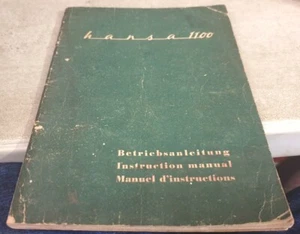 hansa 1100
Betriebsanleitung
Instruction manual
Manuel d'instructions